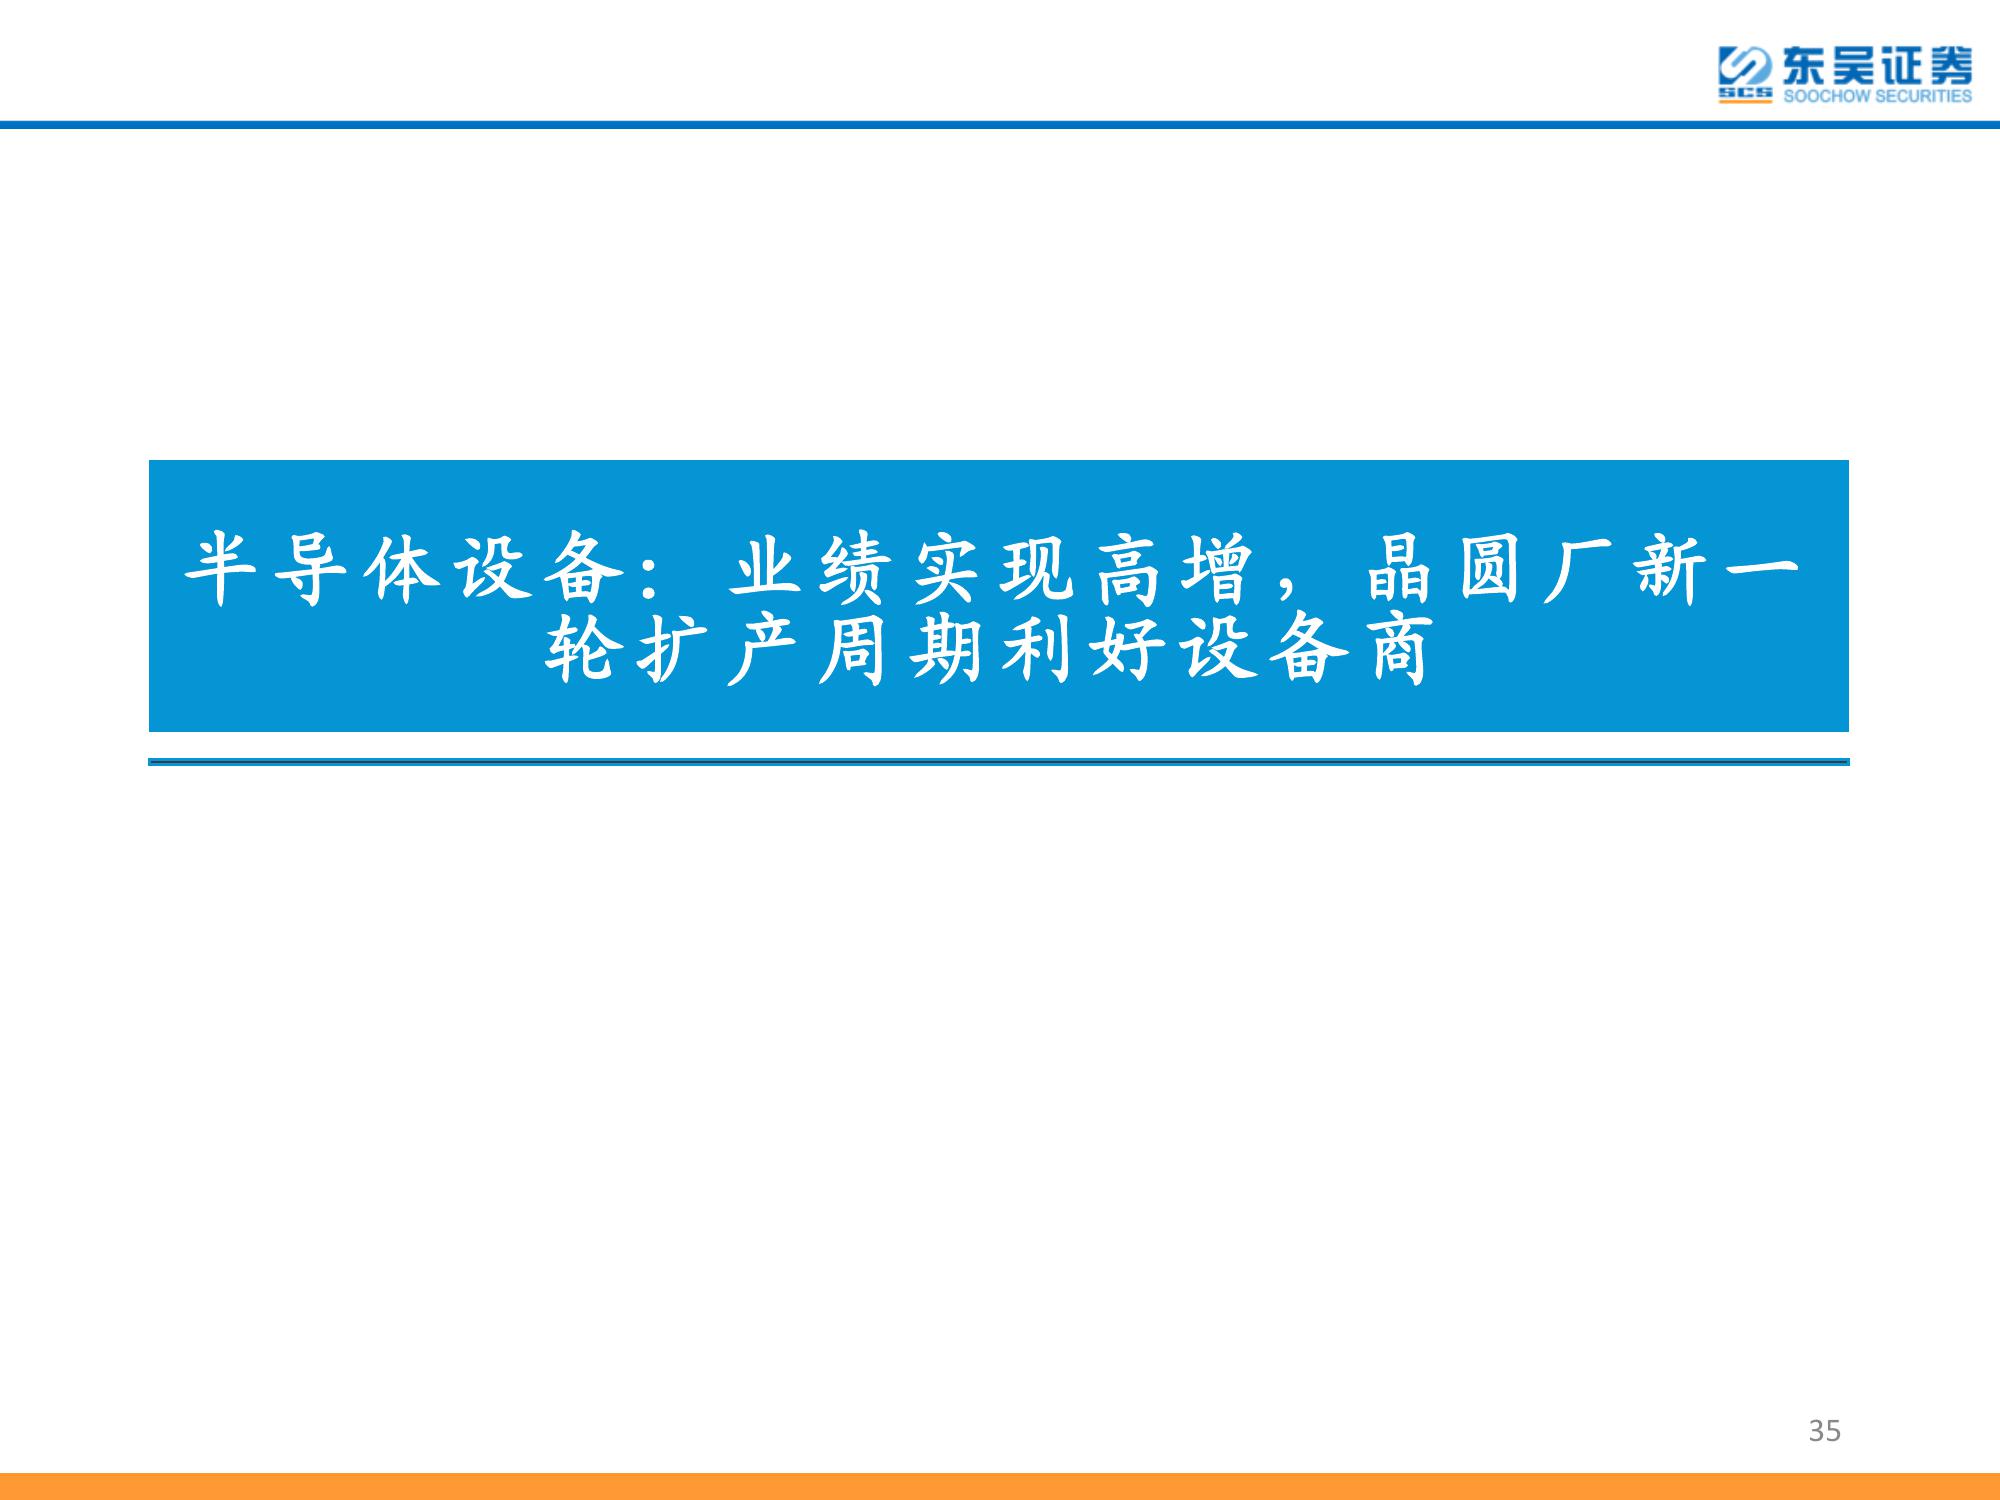 东吴证券
SCS
SOOCHOW SECURITIES
半导体设备：业绩实现高增，晶圆厂新一
轮扩产周期利好设备商
35